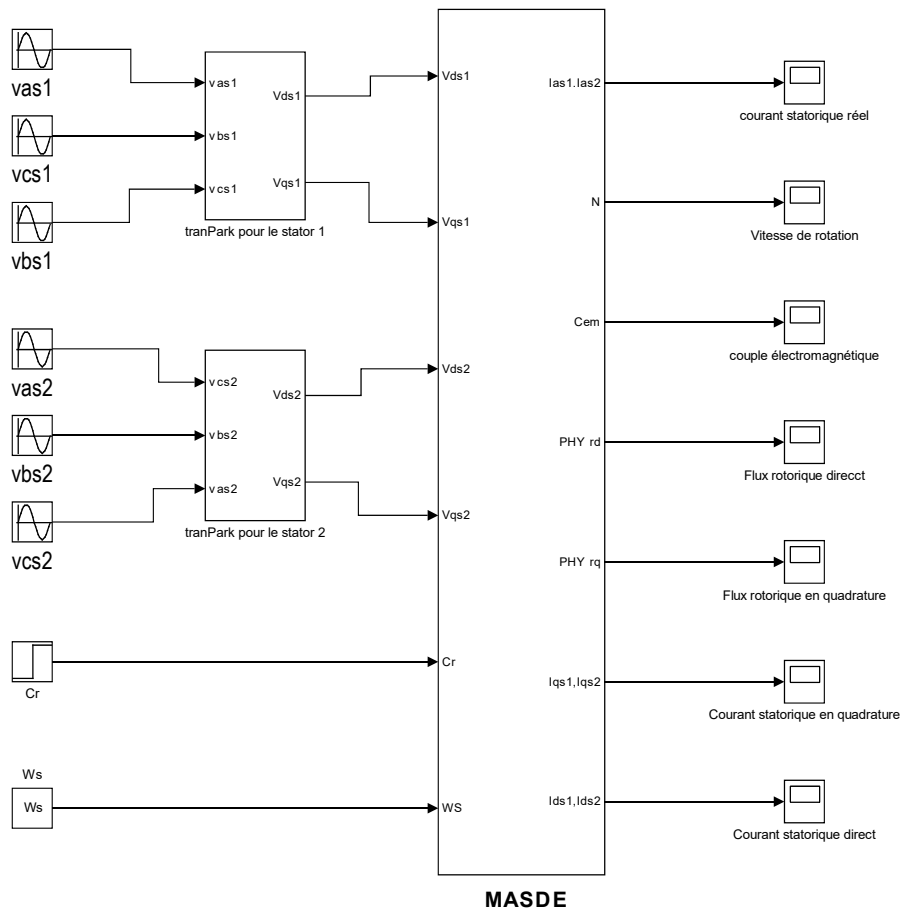 vas1
vcs1
vbs1
vas1
vbs1
vcs1
Vds1
Vqs1
tranPark pour le stator 1
vas2
vbs2
vcs2
vcs2
vbs2
vas2
Vds2
Vqs2
tranPark pour le stator 2
Cr
Ws
Ws
Vds1
Vqs1
Vds2
Vqs2
Cr
WS
Ias1.Ias2
N
Cem
PHY rd
PHY rq
Iqs1,Iqs2
Ids1,Ids2
MASDE
courant statorique réel
Vitesse de rotation
couple électromagnétique
Flux rotorique direcct
Flux rotorique en quadrature
Courant statorique en quadrature
Courant statorique direct